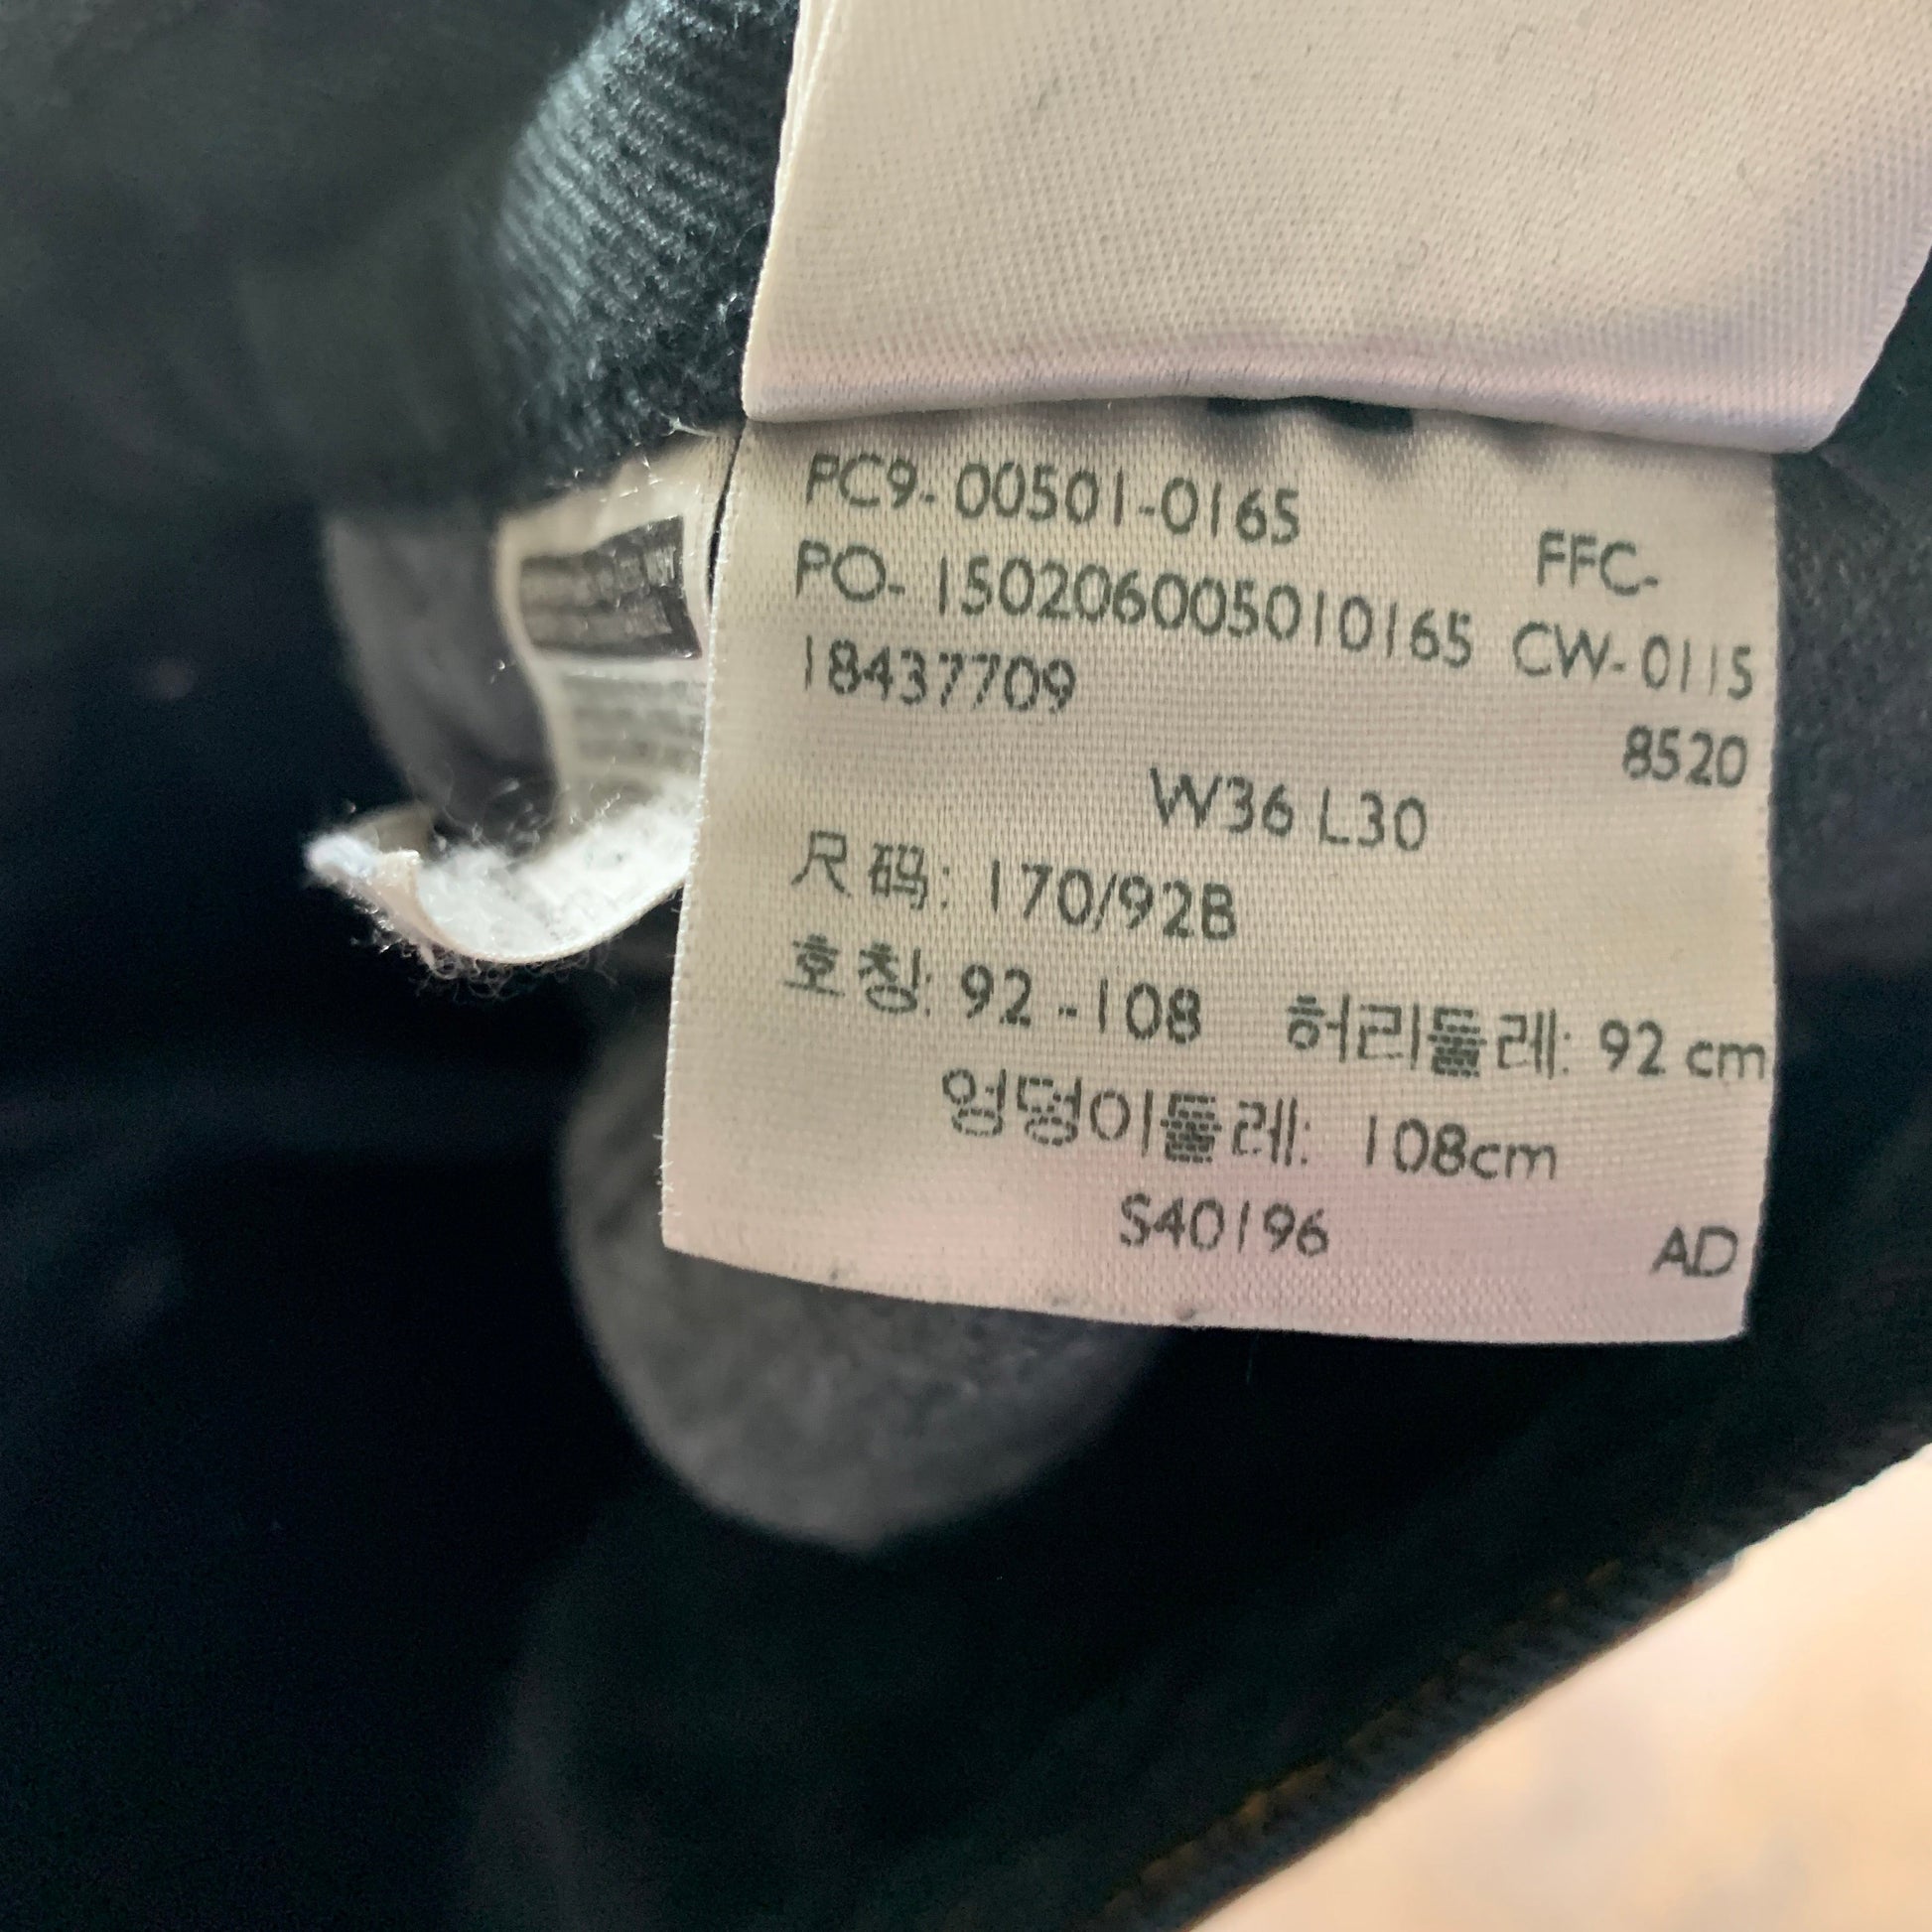 PC9- 00501-0165
FFC-
PO- 150206005010165 CW- 0115
18437709
8520
W36 L30
尺码: 170/92B
호칭: 92 -108 허리둘레: 92 cm
엉덩이둘레: 108cm
S40196 AD